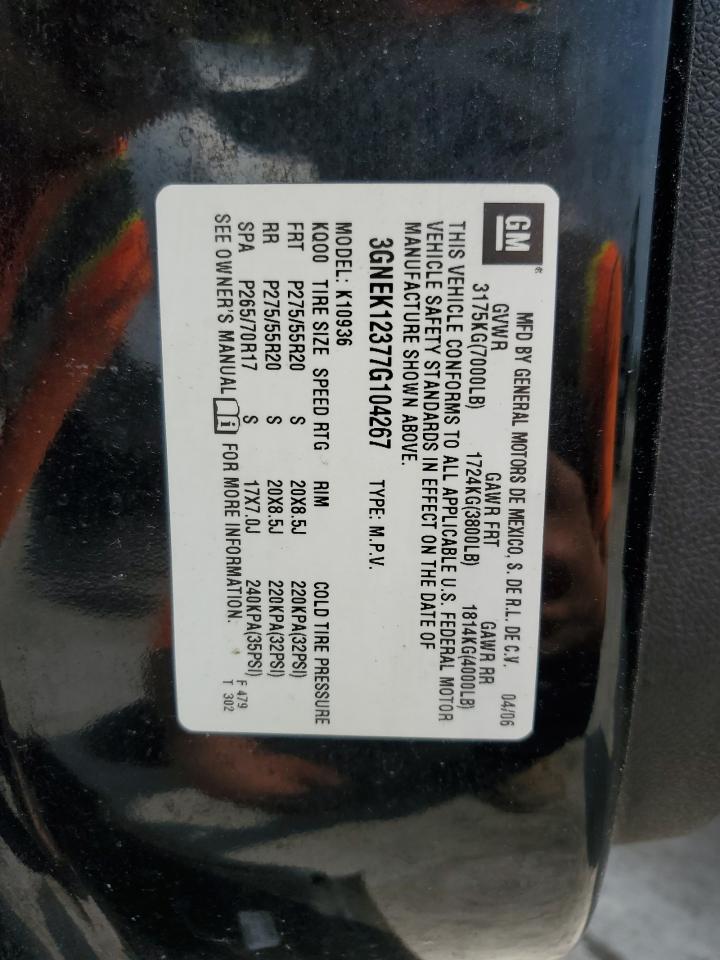 GM®
MFD BY GENERAL MOTORS DE MEXICO, S. DE R.L. DE C.V. 04/06
GVWR GAWR FRT GAWR RR
3175KG(7000LB) 1724KG(3800LB) 1814KG(4000LB)
THIS VEHICLE CONFORMS TO ALL APPLICABLE U.S. FEDERAL MOTOR
VEHICLE SAFETY STANDARDS IN EFFECT ON THE DATE OF
MANUFACTURE SHOWN ABOVE.
3GNEK12377G104267 TYPE: M.P.V.
MODEL: K10936
KQ00 TIRE SIZE SPEED RTG RIM COLD TIRE PRESSURE
FRT P275/55R20 S 20X8.5J 220KPA(32PSI)
RR P275/55R20 S 20X8.5J 220KPA(32PSI)
SPA P265/70R17 S 17X7.0J 240KPA(35PSI)
SEE OWNER'S MANUAL i FOR MORE INFORMATION.
F 479
T 302